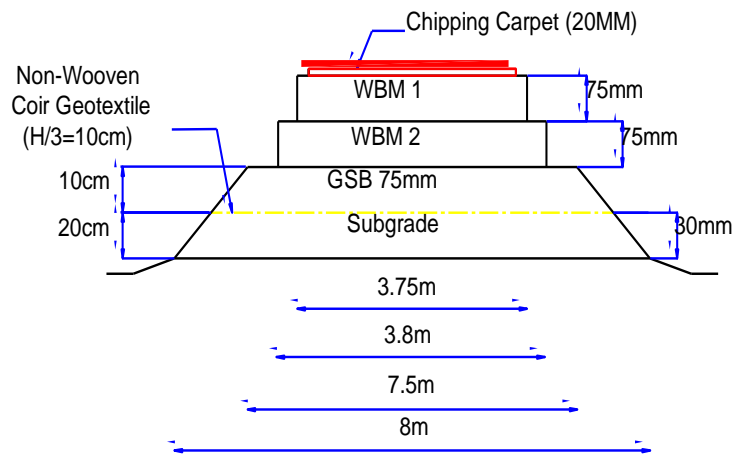 Chipping Carpet (20MM)
Non-Wooven
Coir Geotextile
(H/3=10cm)
WBM 1
75mm
WBM 2
75mm
10cm
GSB 75mm
20cm
Subgrade
30mm
3.75m
3.8m
7.5m
8m